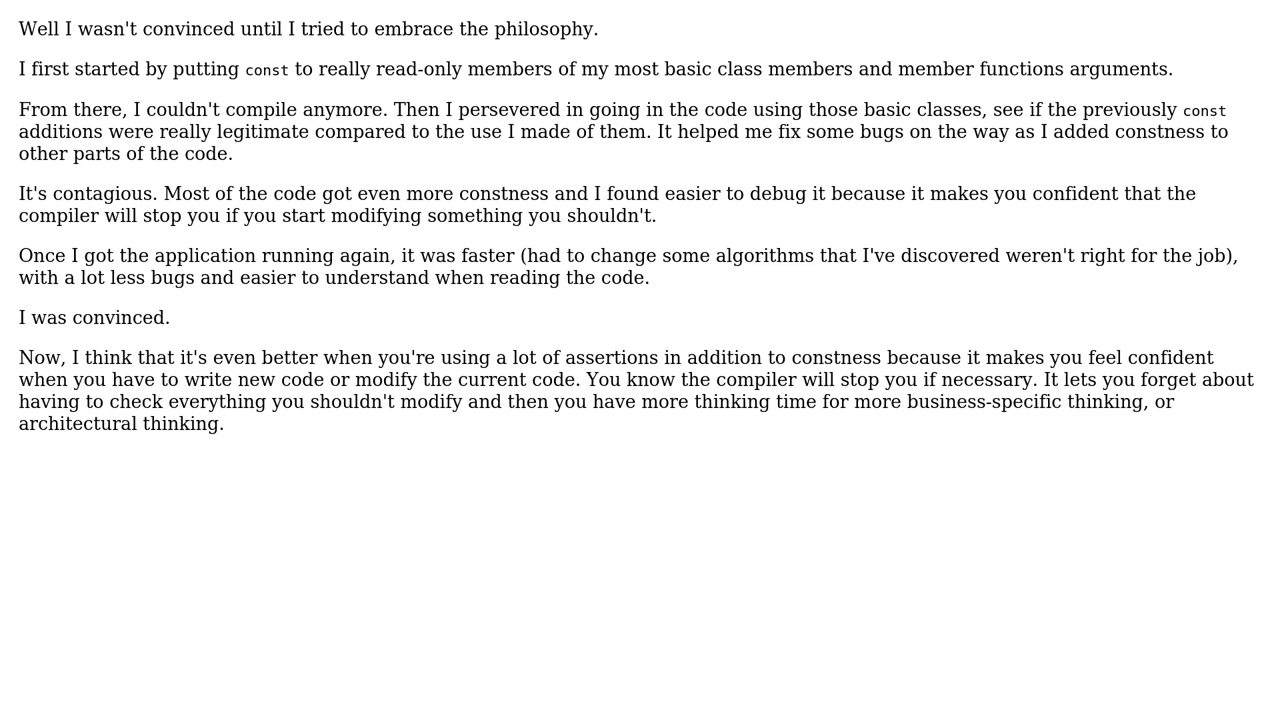 Well I wasn't convinced until I tried to embrace the philosophy.
I first started by putting const to really read-only members of my most basic class members and member functions arguments.
From there, I couldn't compile anymore. Then I persevered in going in the code using those basic classes, see if the previously const
additions were really legitimate compared to the use I made of them. It helped me fix some bugs on the way as I added constness to
other parts of the code.
It's contagious. Most of the code got even more constness and I found easier to debug it because it makes you confident that the
compiler will stop you if you start modifying something you shouldn't.
Once I got the application running again, it was faster (had to change some algorithms that I've discovered weren't right for the job),
with a lot less bugs and easier to understand when reading the code.
I was convinced.
Now, I think that it's even better when you're using a lot of assertions in addition to constness because it makes you feel confident
when you have to write new code or modify the current code. You know the compiler will stop you if necessary. It lets you forget about
having to check everything you shouldn't modify and then you have more thinking time for more business-specific thinking, or
architectural thinking.